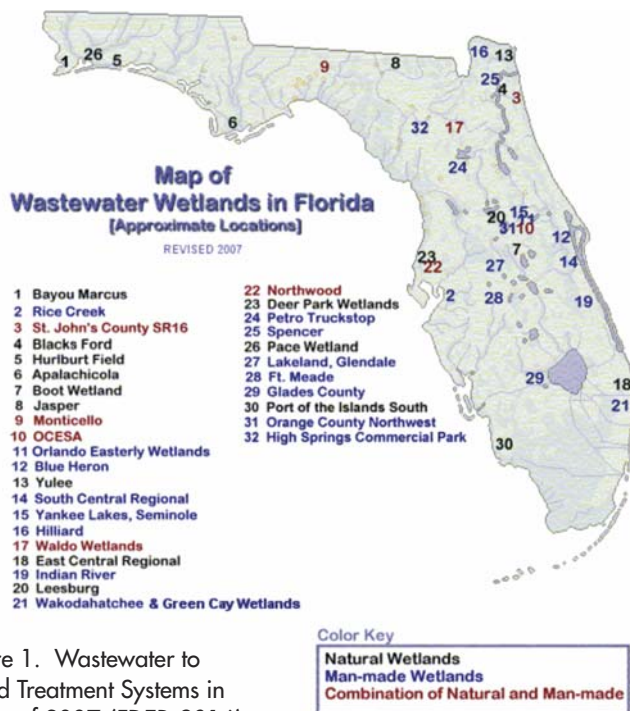 Map of
Wastewater Wetlands in Florida
[Approximate Locations]
REVISED 2007
1 Bayou Marcus
2 Rice Creek
3 St. John's County SR16
4 Blacks Ford
5 Hurlburt Field
6 Apalachicola
7 Boot Wetland
8 Jasper
9 Monticello
10 OCESA
11 Orlando Easterly Wetlands
12 Blue Heron
13 Yulee
14 South Central Regional
15 Yankee Lakes, Seminole
16 Hilliard
17 Waldo Wetlands
18 East Central Regional
19 Indian River
20 Leesburg
21 Wakodahatchee & Green Cay Wetlands
22 Northwood
23 Deer Park Wetlands
24 Petro Truckstop
25 Spencer
26 Pace Wetland
27 Lakeland, Glendale
28 Ft. Meade
29 Glades County
30 Port of the Islands South
31 Orange County Northwest
32 High Springs Commercial Park
1
26
5
6
9
8
16
13
25
4
3
32
17
24
20
15
11
31
10
12
7
23
22
27
14
2
28
19
29
18
21
30
Color Key
Natural Wetlands
Man-made Wetlands
Combination of Natural and Man-made
re 1. Wastewater to
d Treatment Systems in